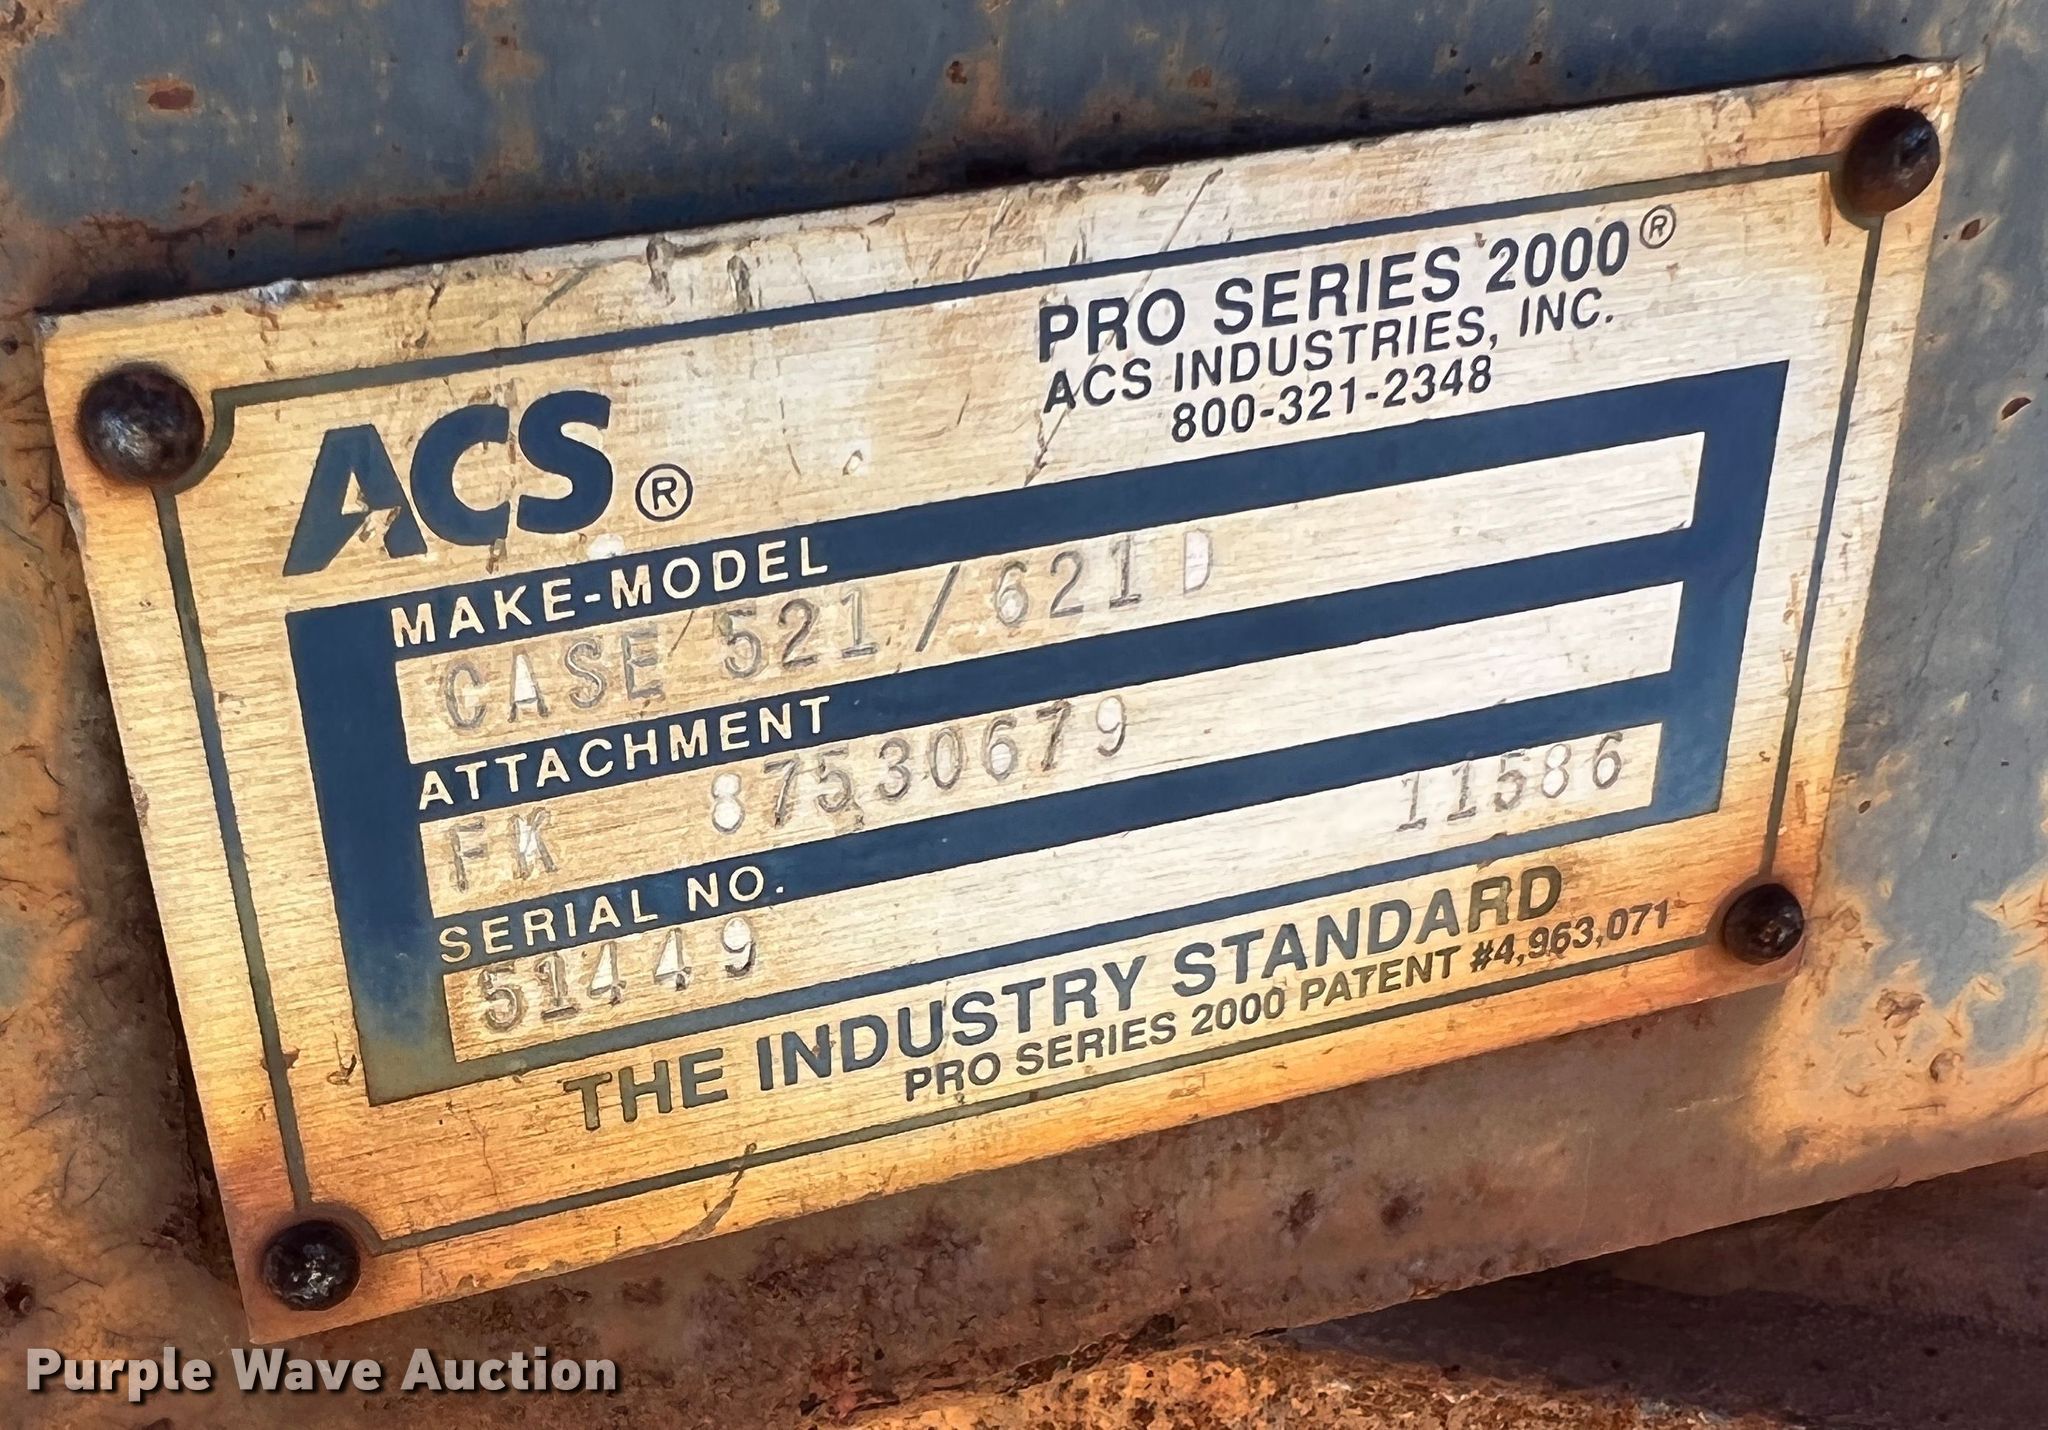 PRO SERIES 2000®
ACS INDUSTRIES, INC.
800-321-2348
ACS®
MAKE-MODEL
CASE 521/621D
ATTACHMENT
FK 87530679
SERIAL NO.
51449 11586
THE INDUSTRY STANDARD
PRO SERIES 2000 PATENT #4,963,071
Purple Wave Auction